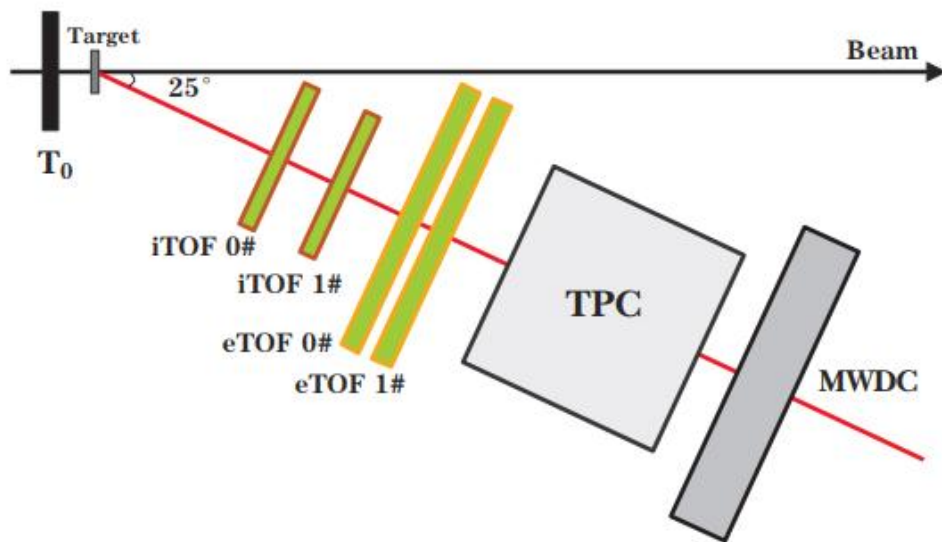 Target
Beam
25°
T₀
iTOF 0#
iTOF 1#
eTOF 0#
eTOF 1#
TPC
MWDC